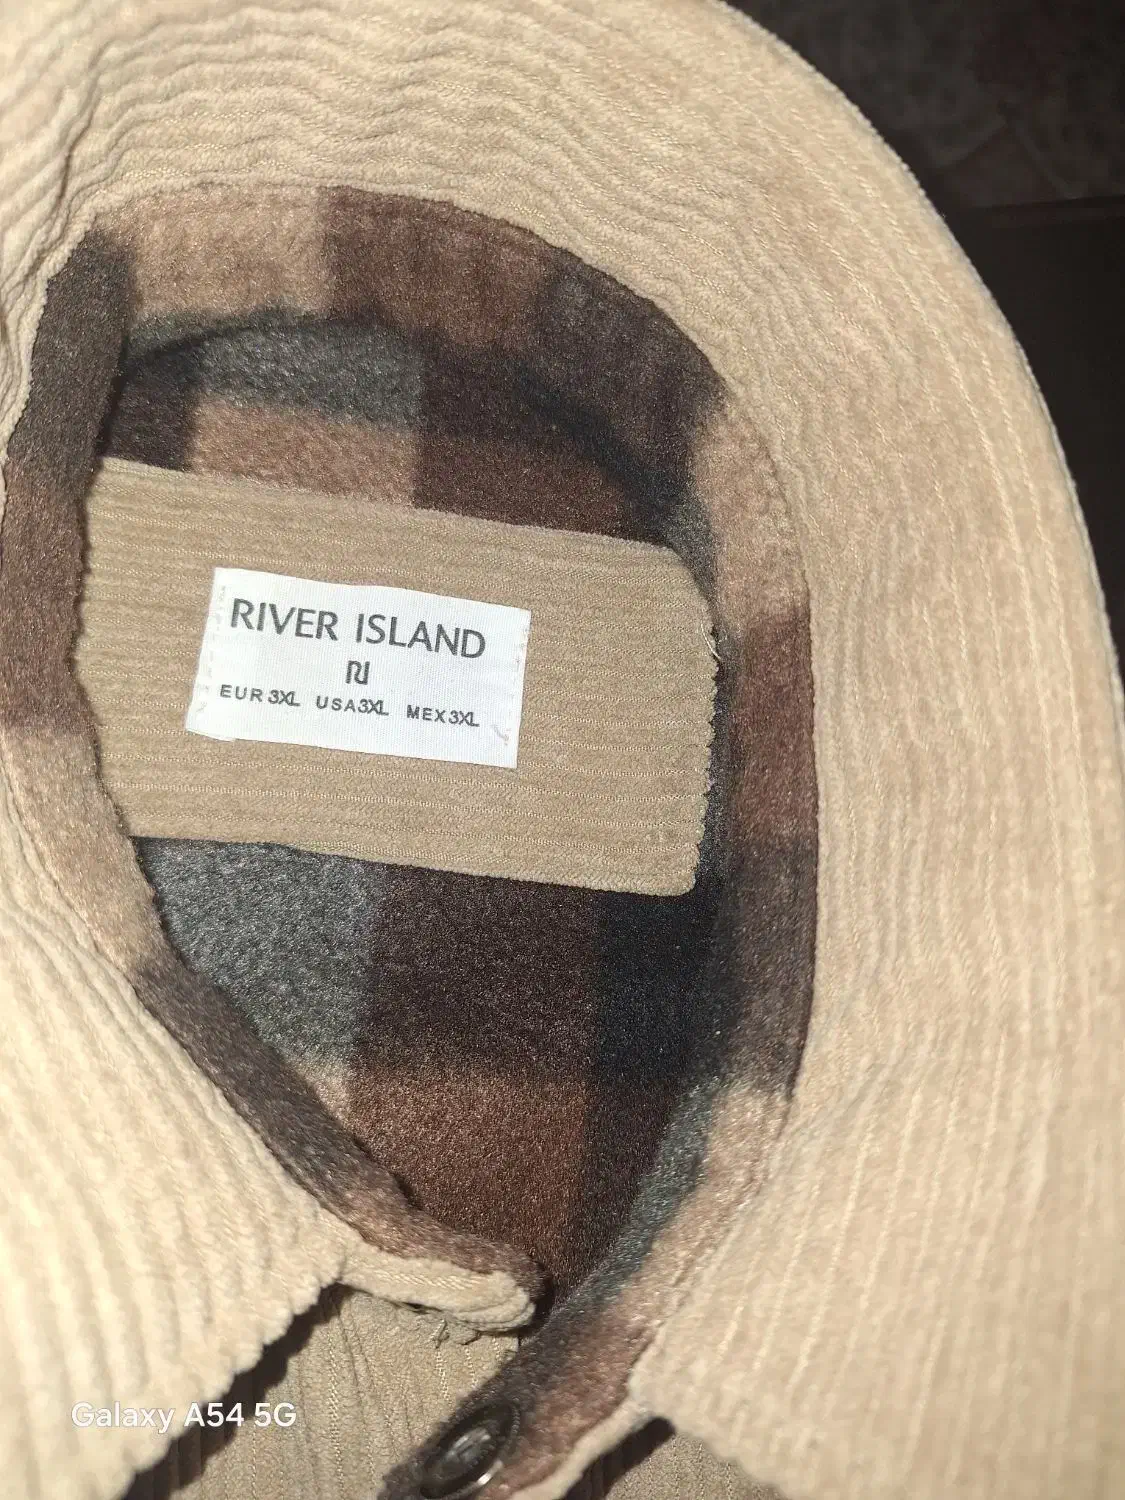 RIVER ISLAND
RI
EUR 3XL USA 3XL MEX 3XL
Galaxy A54 5G